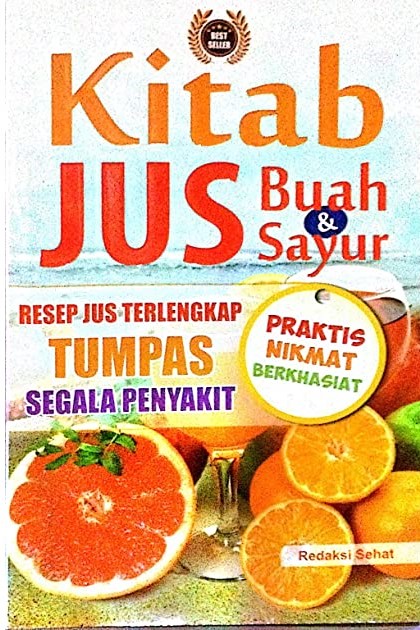 BEST
SELLER
Kitab
JUS Buah
& Sayur
RESEP JUS TERLENGKAP
TUMPAS
SEGALA PENYAKIT
PRAKTIS
NIKMAT
BERKHASIAT
Redaksi Sehat